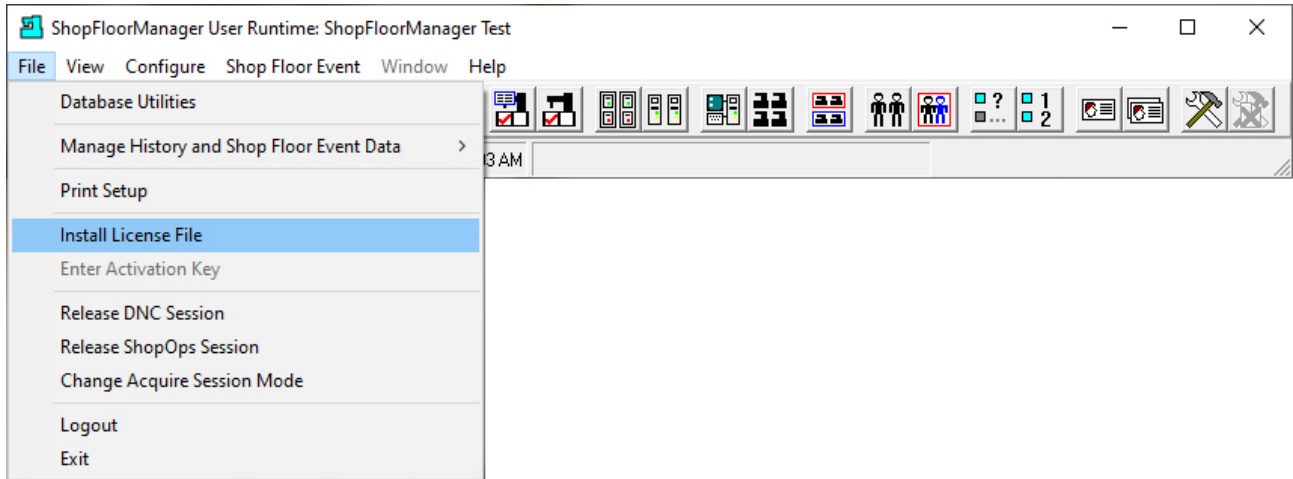 ShopFloorManager User Runtime: ShopFloorManager Test
File View Configure Shop Floor Event Window Help
Database Utilities
Manage History and Shop Floor Event Data
3 AM
Print Setup
Install License File
Enter Activation Key
Release DNC Session
Release ShopOps Session
Change Acquire Session Mode
Logout
Exit